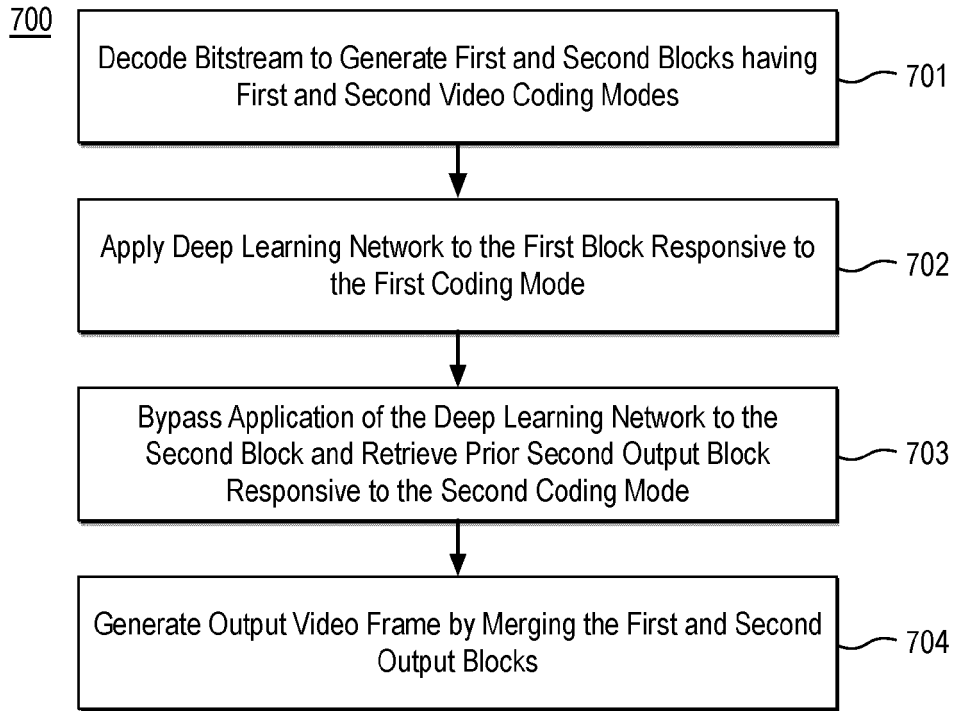 700
Decode Bitstream to Generate First and Second Blocks having
First and Second Video Coding Modes
701
Apply Deep Learning Network to the First Block Responsive to
the First Coding Mode
702
Bypass Application of the Deep Learning Network to the
Second Block and Retrieve Prior Second Output Block
Responsive to the Second Coding Mode
703
Generate Output Video Frame by Merging the First and Second
Output Blocks
704